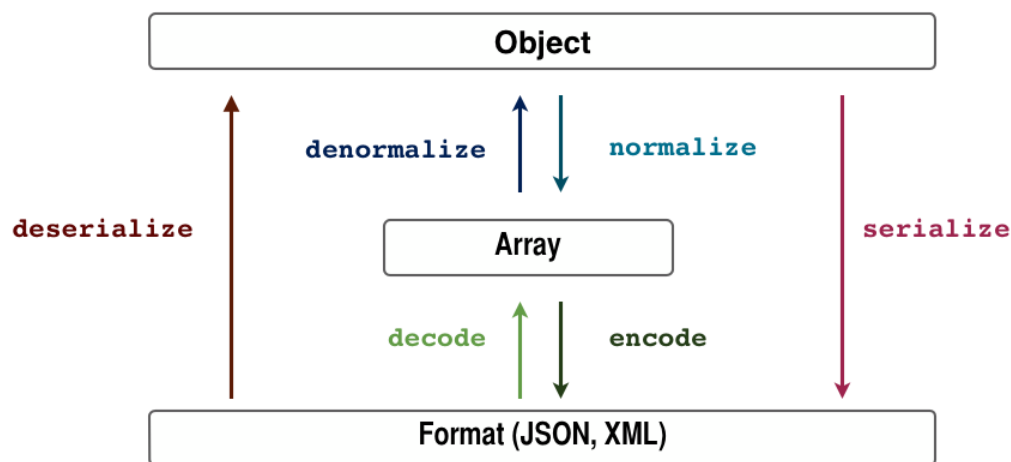 Object
denormalize
normalize
deserialize
serialize
Array
decode
encode
Format (JSON, XML)